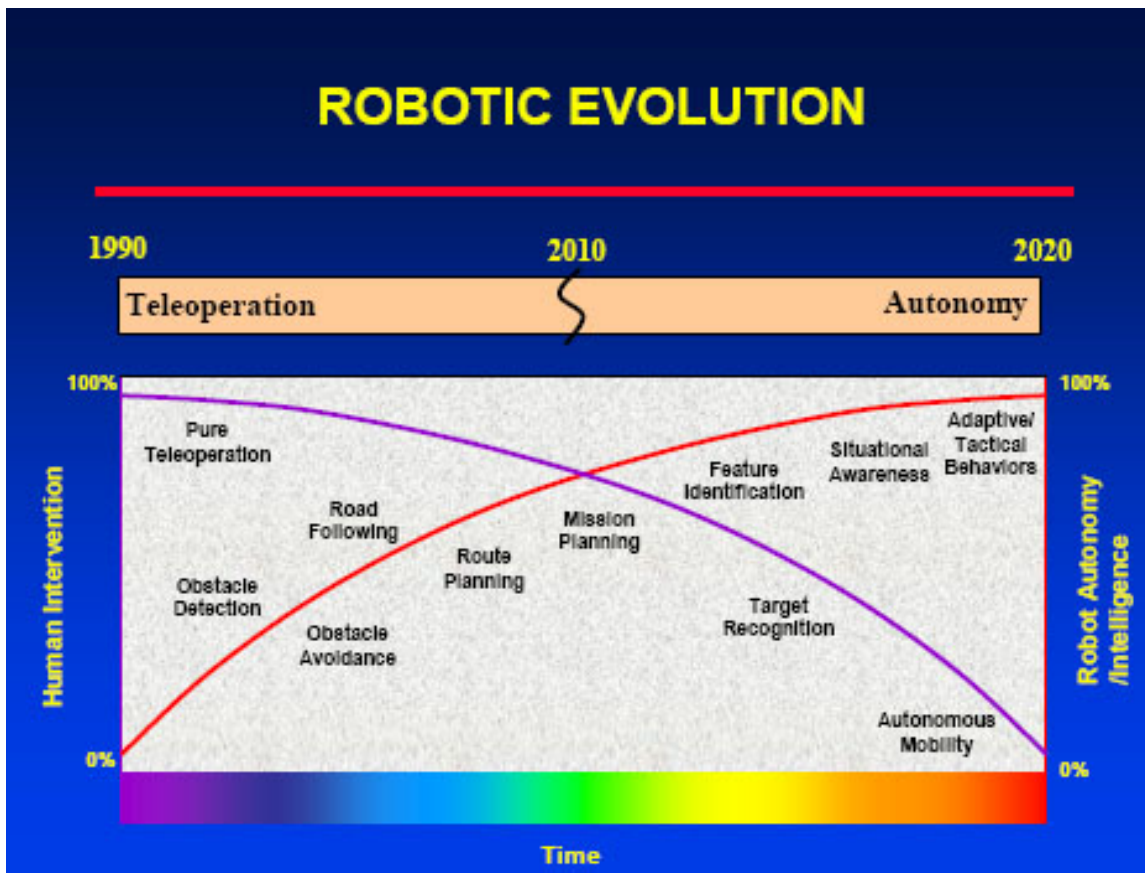 ROBOTIC EVOLUTION
1990 2010 2020
Teleoperation Autonomy
100% 100%
Pure
Teleoperation
Adaptive/
Tactical
Behaviors
Situational
Awareness
Feature
Identification
Road
Following
Mission
Planning
Route
Planning
Obstacle
Detection
Target
Recognition
Obstacle
Avoidance
Autonomous
Mobility
Human Intervention
Robot Autonomy
/Intelligence
0% 0%
Time